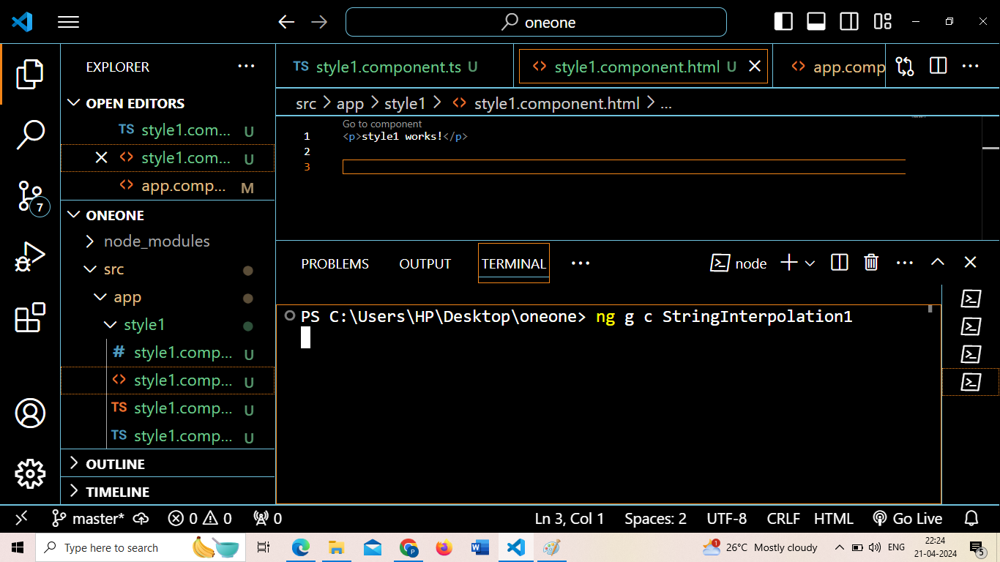 oneone
EXPLORER
OPEN EDITORS
TS style1.com... U
style1.com... U
app.comp... M
ONEONE
node_modules
src
app
style1
# style1.comp... U
<> style1.comp... U
TS style1.comp... U
TS style1.comp... U
OUTLINE
TIMELINE
TS style1.component.ts U
<> style1.component.html U
<> app.comp
src > app > style1 > <> style1.component.html > ...
Go to component
1 <p>style1 works!</p>
2
3
PROBLEMS OUTPUT TERMINAL ...
node
PS C:\Users\HP\Desktop\oneone> ng g c StringInterpolation1
7
master* 0 0 0
Ln 3, Col 1 Spaces: 2 UTF-8 CRLF HTML Go Live
Type here to search
1 26°C Mostly cloudy ENG 22:24
21-04-2024
5